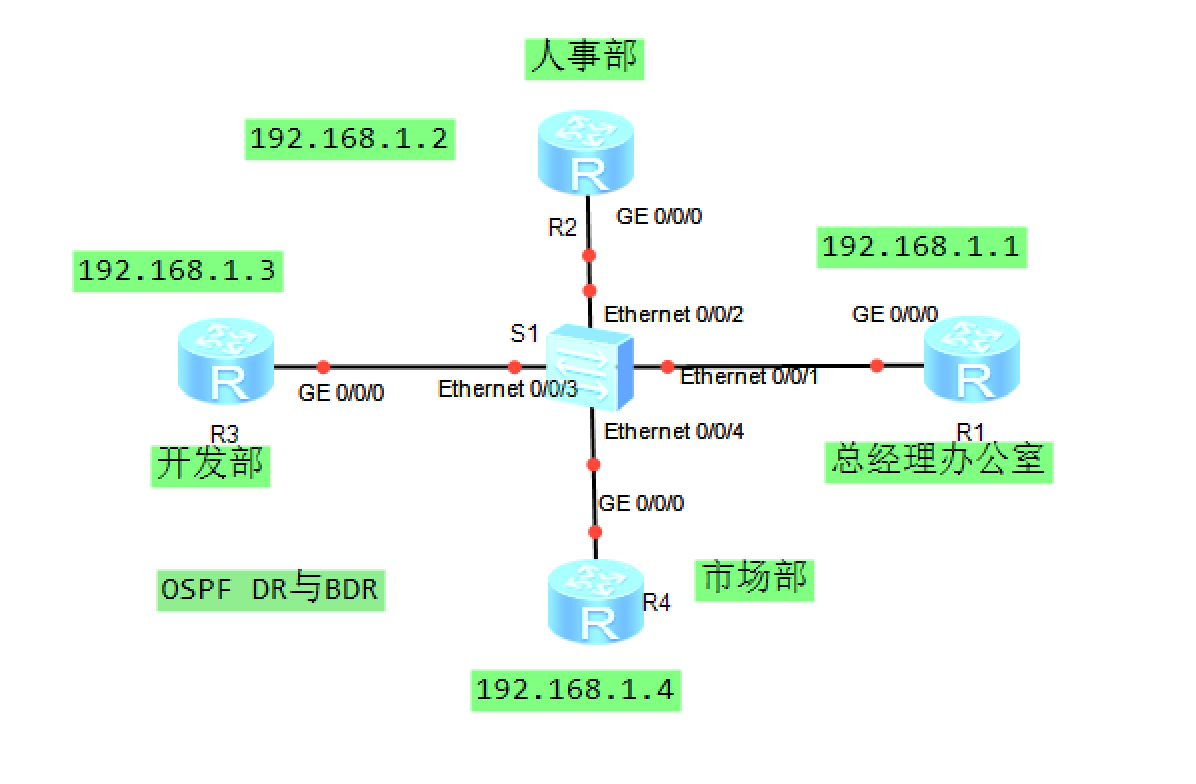 人事部
192.168.1.2
R
R2
GE 0/0/0
192.168.1.1
192.168.1.3
Ethernet 0/0/2
GE 0/0/0
S1
R
GE 0/0/0
Ethernet 0/0/3
Ethernet 0/0/1
R
R3
开发部
Ethernet 0/0/4
R1
总经理办公室
GE 0/0/0
OSPF DR与BDR
R
R4
市场部
192.168.1.4